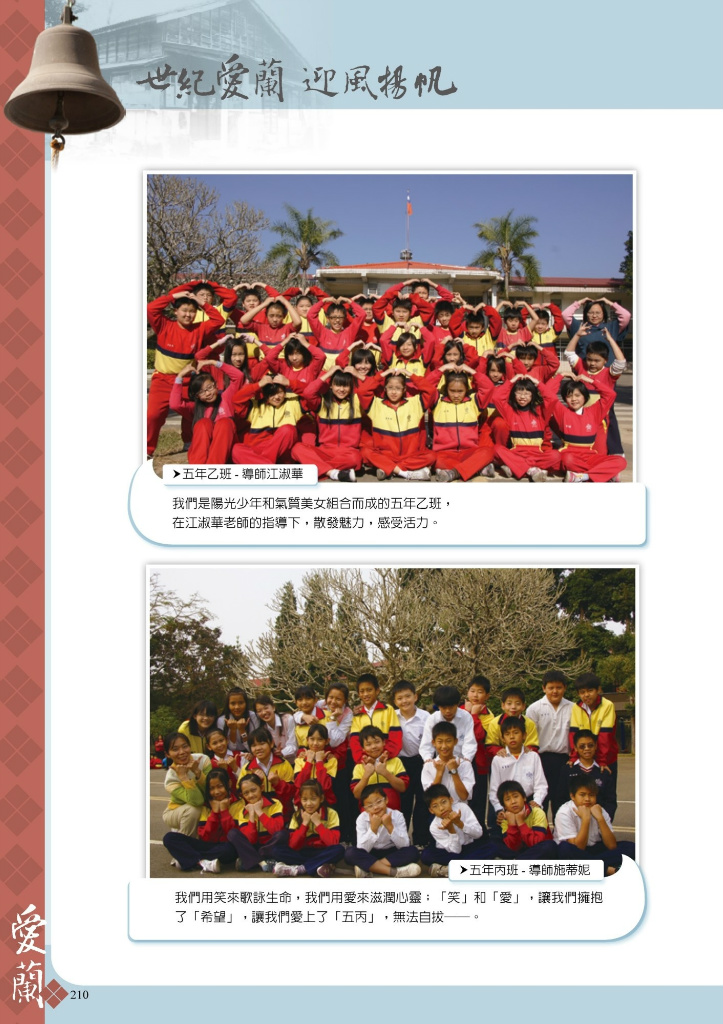 世紀愛蘭 迎風揚帆
➤五年乙班 - 導師江淑華
我們是陽光少年和氣質美女組合而成的五年乙班，
在江淑華老師的指導下，散發魅力，感受活力。
➤五年丙班 - 導師施蒂妮
我們用笑來歌詠生命，我們用愛來滋潤心靈；「笑」和「愛」，讓我們擁抱
了「希望」，讓我們愛上了「五丙」，無法自拔──。
愛蘭
210